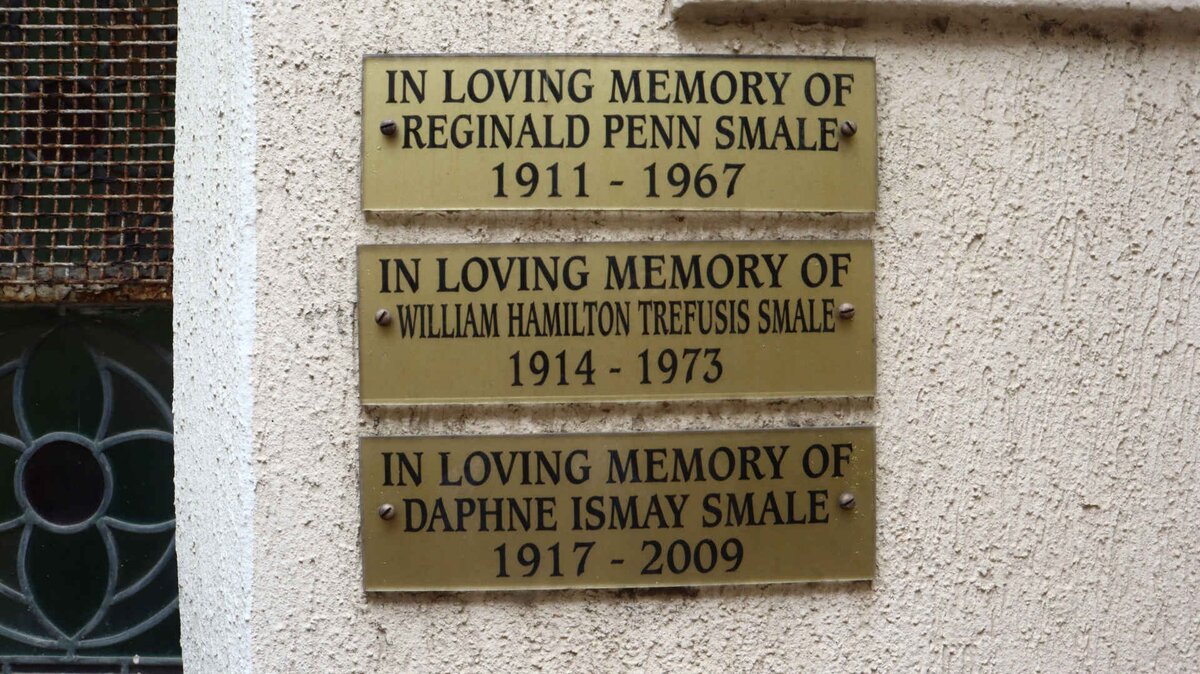 IN LOVING MEMORY OF
REGINALD PENN SMALE
1911 - 1967
IN LOVING MEMORY OF
WILLIAM HAMILTON TREFUSIS SMALE
1914 - 1973
IN LOVING MEMORY OF
DAPHNE ISMAY SMALE
1917 - 2009